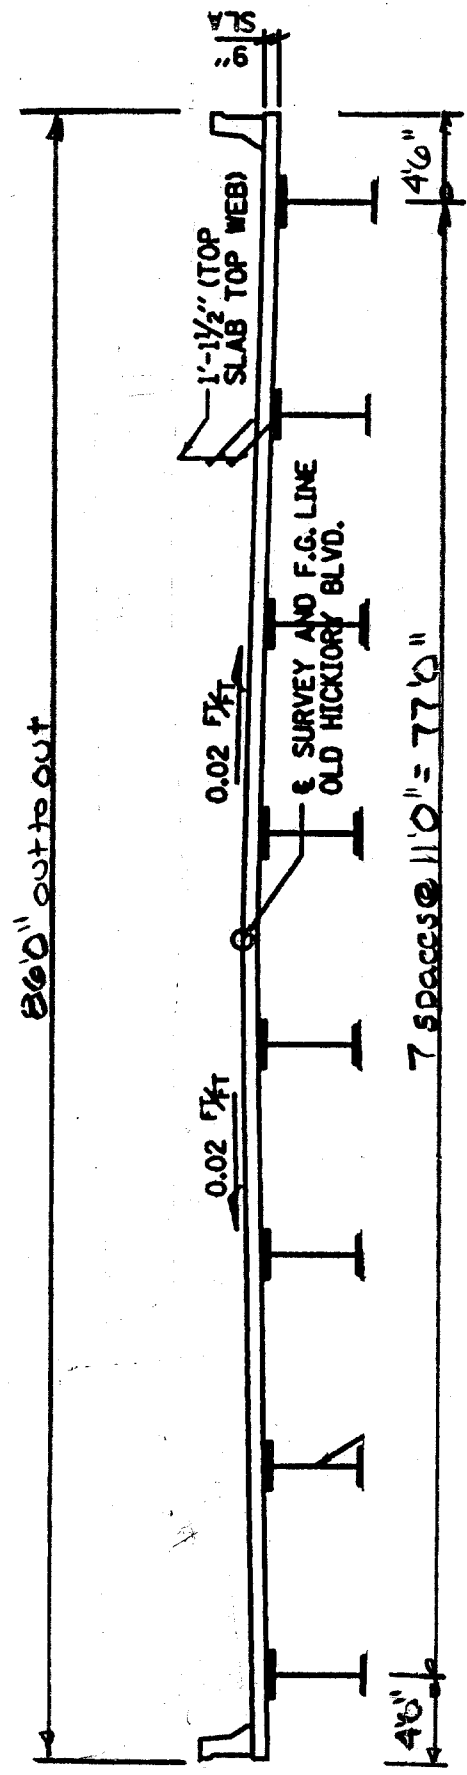 86'0" out to out
9"
SLA
1'-1½" (TOP
SLAB TOP WEB)
0.02 FT/FT
0.02 FT/FT
℄ SURVEY AND F.G. LINE
OLD HICKIORY BLVD.
4'6"
7 spaces @ 11'0" = 77'0"
4'6"